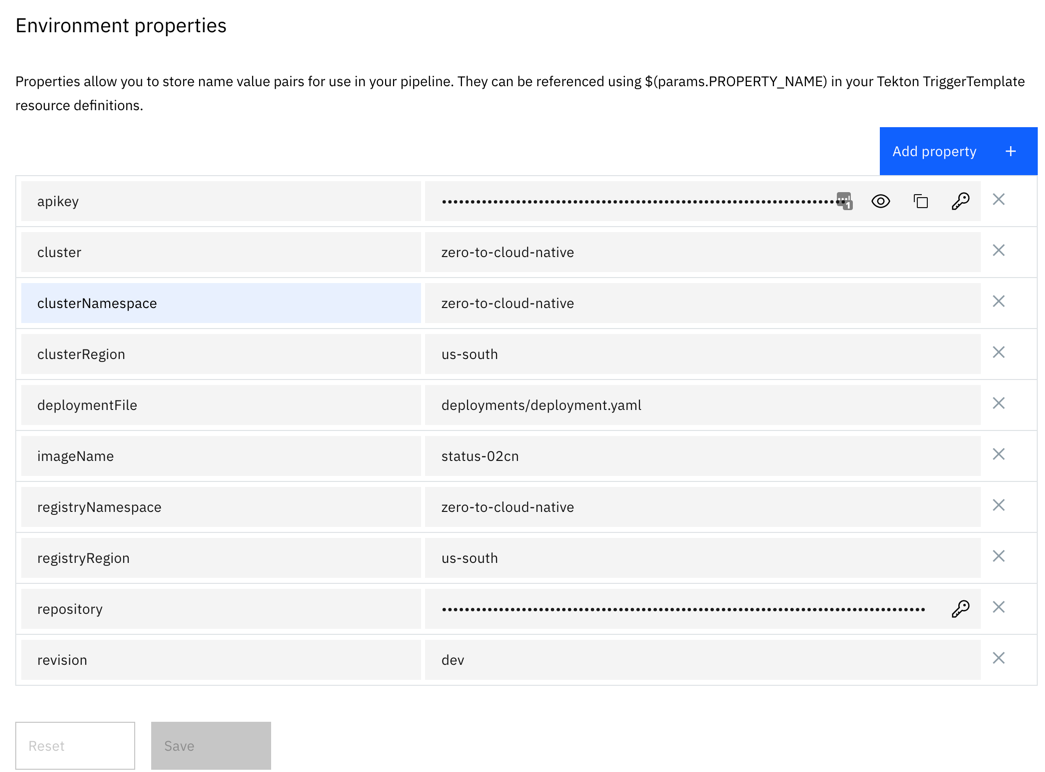 Environment properties
Properties allow you to store name value pairs for use in your pipeline. They can be referenced using $(params.PROPERTY_NAME) in your Tekton TriggerTemplate
resource definitions.
Add property +
apikey ••••••••••••••••••••••••••••••••••••••••••••••••••••••••••••••••••••••••
cluster zero-to-cloud-native
clusterNamespace zero-to-cloud-native
clusterRegion us-south
deploymentFile deployments/deployment.yaml
imageName status-02cn
registryNamespace zero-to-cloud-native
registryRegion us-south
repository ••••••••••••••••••••••••••••••••••••••••••••••••••••••••••••••••••••••••••••••••••••
revision dev
Reset Save